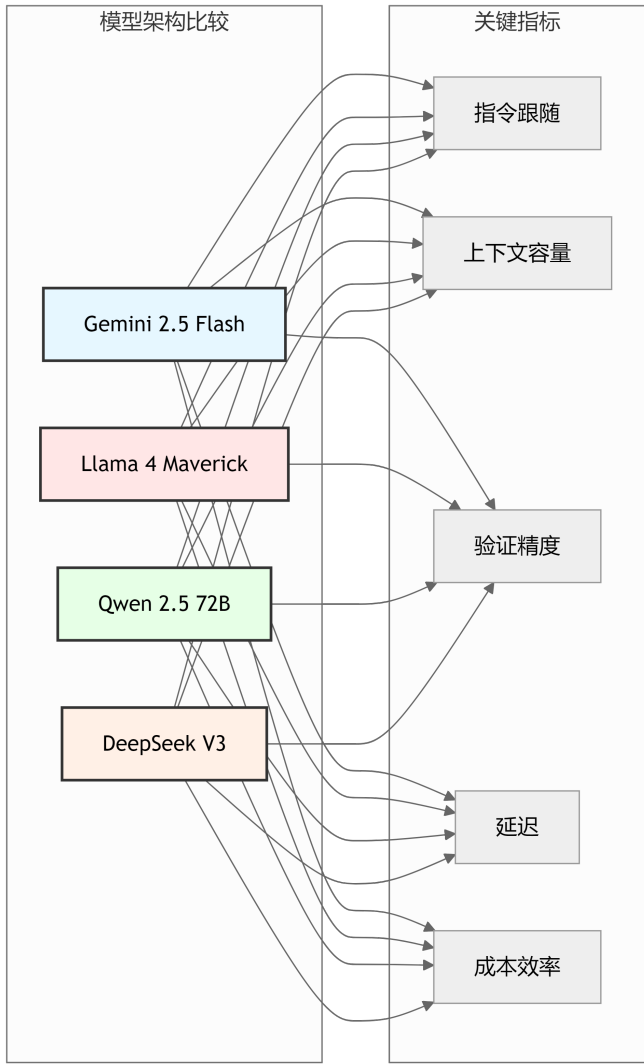 模型架构比较
Gemini 2.5 Flash
Llama 4 Maverick
Qwen 2.5 72B
DeepSeek V3
关键指标
指令跟随
上下文容量
验证精度
延迟
成本效率